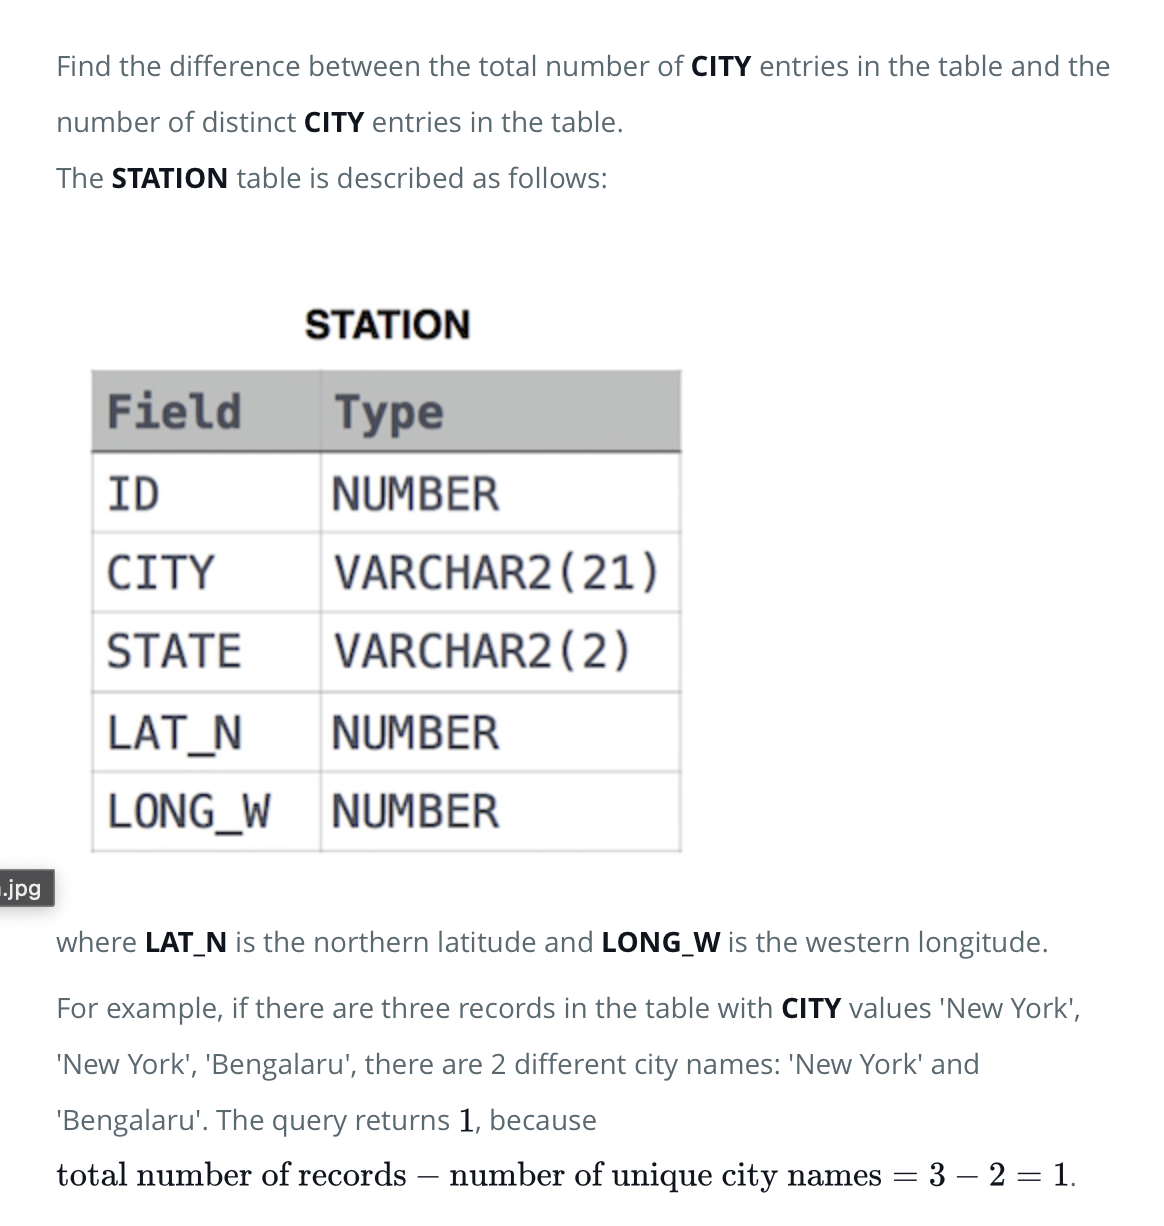 Find the difference between the total number of CITY entries in the table and the
number of distinct CITY entries in the table.
The STATION table is described as follows:
STATION
Field Type
ID NUMBER
CITY VARCHAR2(21)
STATE VARCHAR2(2)
LAT_N NUMBER
LONG_W NUMBER
.jpg
where LAT_N is the northern latitude and LONG_W is the western longitude.
For example, if there are three records in the table with CITY values 'New York',
'New York', 'Bengalaru', there are 2 different city names: 'New York' and
'Bengalaru'. The query returns 1, because
total number of records − number of unique city names = 3 − 2 = 1.